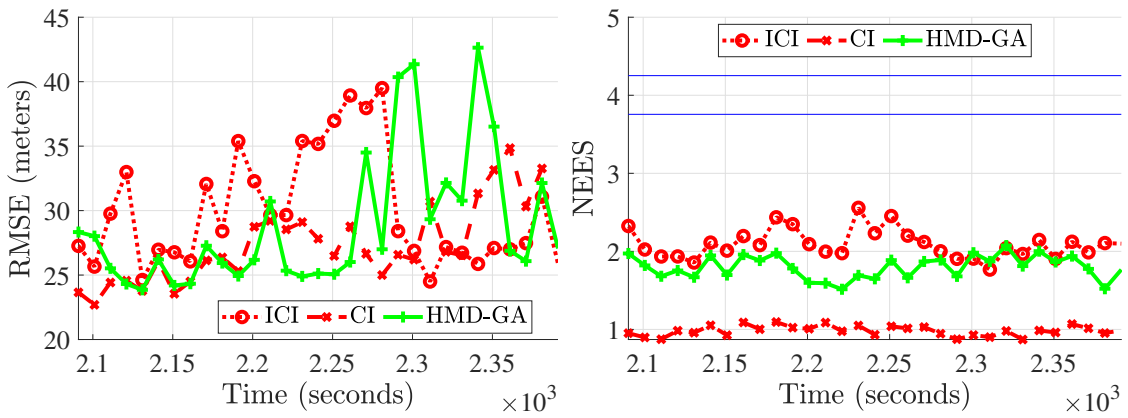 45
40
35
30
25
20
RMSE (meters)
ICI CI HMD-GA
2.1 2.15 2.2 2.25 2.3 2.35
Time (seconds) ×10³
5
4
3
2
1
NEES
ICI CI HMD-GA
2.1 2.15 2.2 2.25 2.3 2.35
Time (seconds) ×10³